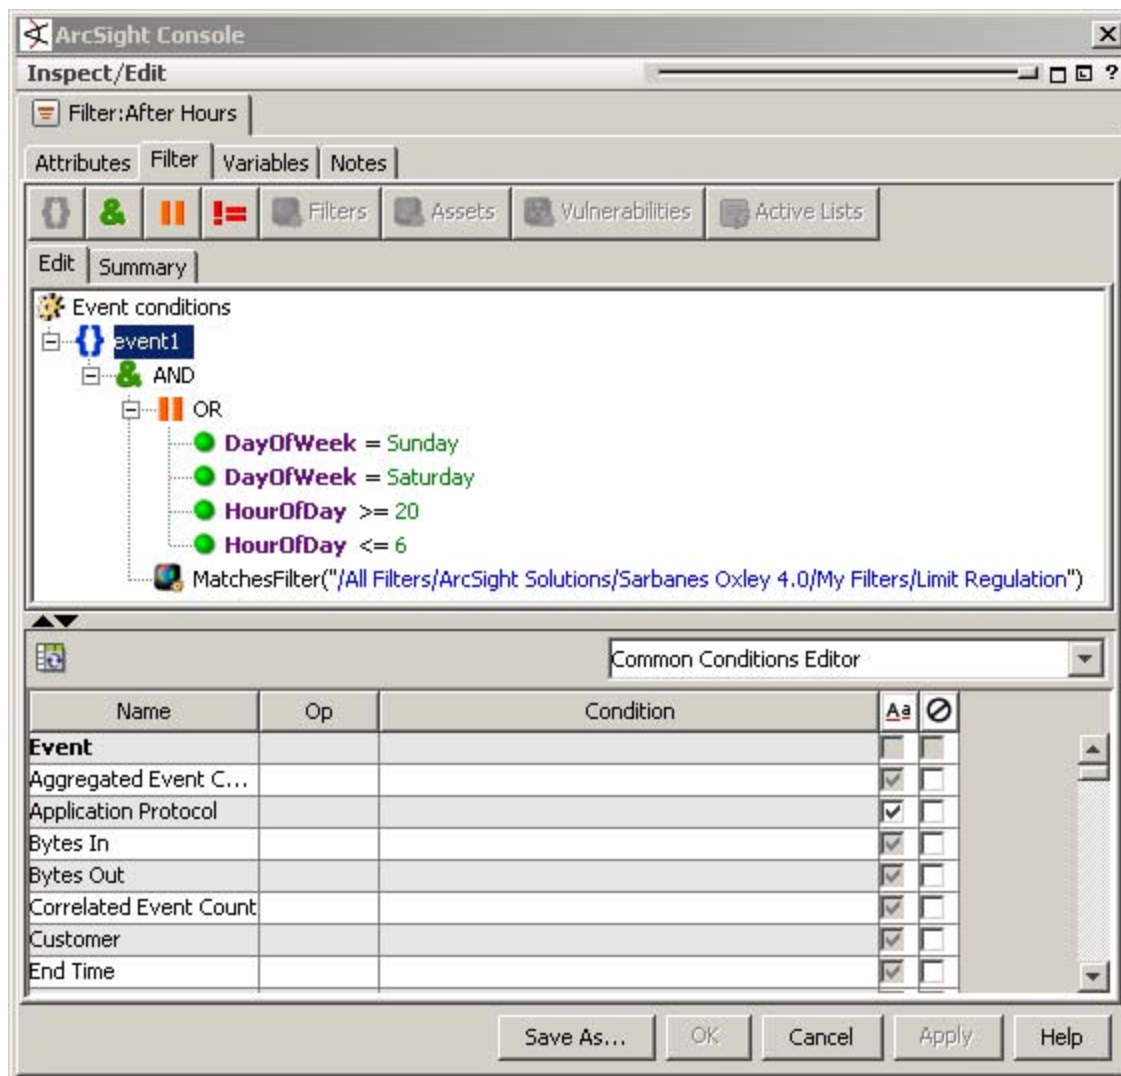 ArcSight Console
Inspect/Edit ?
Filter:After Hours
Attributes Filter Variables Notes
{} & != Filters Assets Vulnerabilities Active Lists
Edit Summary
Event conditions
{} event1
& AND
OR
DayOfWeek = Sunday
DayOfWeek = Saturday
HourOfDay >= 20
HourOfDay <= 6
MatchesFilter("/All Filters/ArcSight Solutions/Sarbanes Oxley 4.0/My Filters/Limit Regulation")
Common Conditions Editor
Name Op Condition Aa
Event
Aggregated Event C...
Application Protocol
Bytes In
Bytes Out
Correlated Event Count
Customer
End Time
Save As... OK Cancel Apply Help